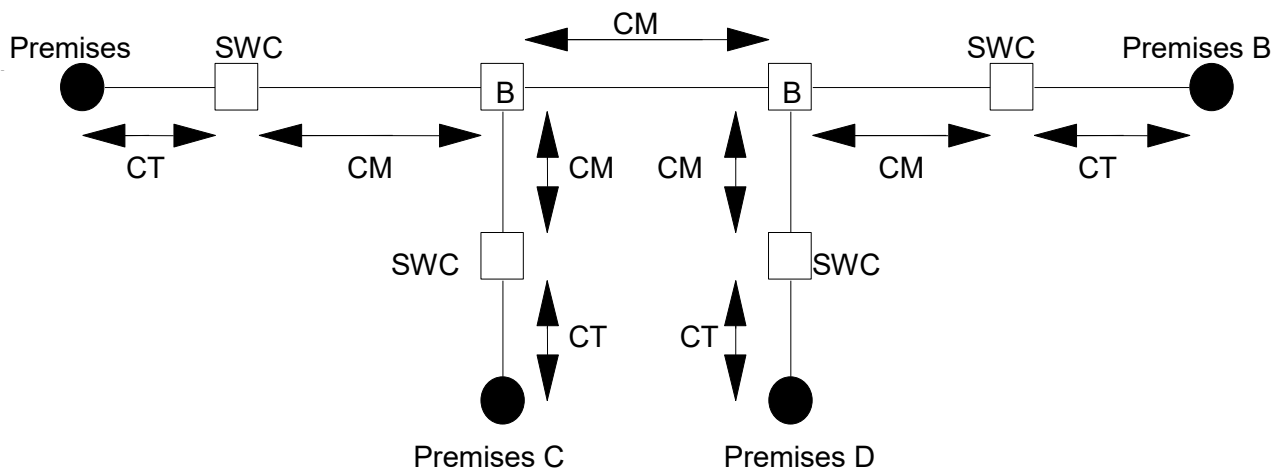 CM
Premises SWC SWC Premises B
B B
CT CM CM CM CM CT
SWC SWC
CT CT
Premises C Premises D